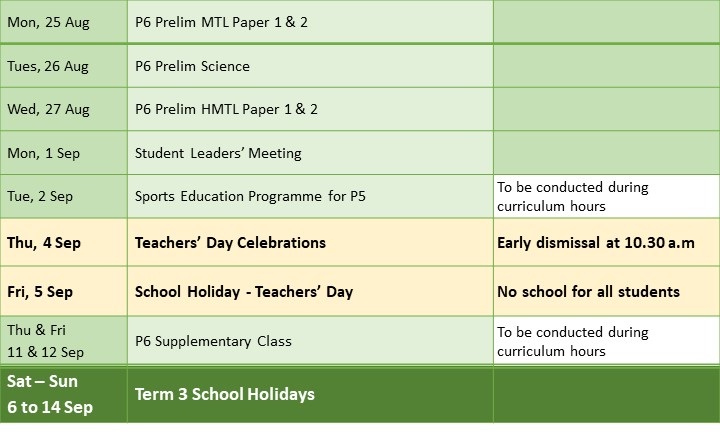 Mon, 25 Aug P6 Prelim MTL Paper 1 & 2
Tues, 26 Aug P6 Prelim Science
Wed, 27 Aug P6 Prelim HMTL Paper 1 & 2
Mon, 1 Sep Student Leaders’ Meeting
Tue, 2 Sep Sports Education Programme for P5 To be conducted during
curriculum hours
Thu, 4 Sep Teachers’ Day Celebrations Early dismissal at 10.30 a.m
Fri, 5 Sep School Holiday - Teachers’ Day No school for all students
Thu & Fri
11 & 12 Sep P6 Supplementary Class To be conducted during
curriculum hours
Sat – Sun
6 to 14 Sep Term 3 School Holidays